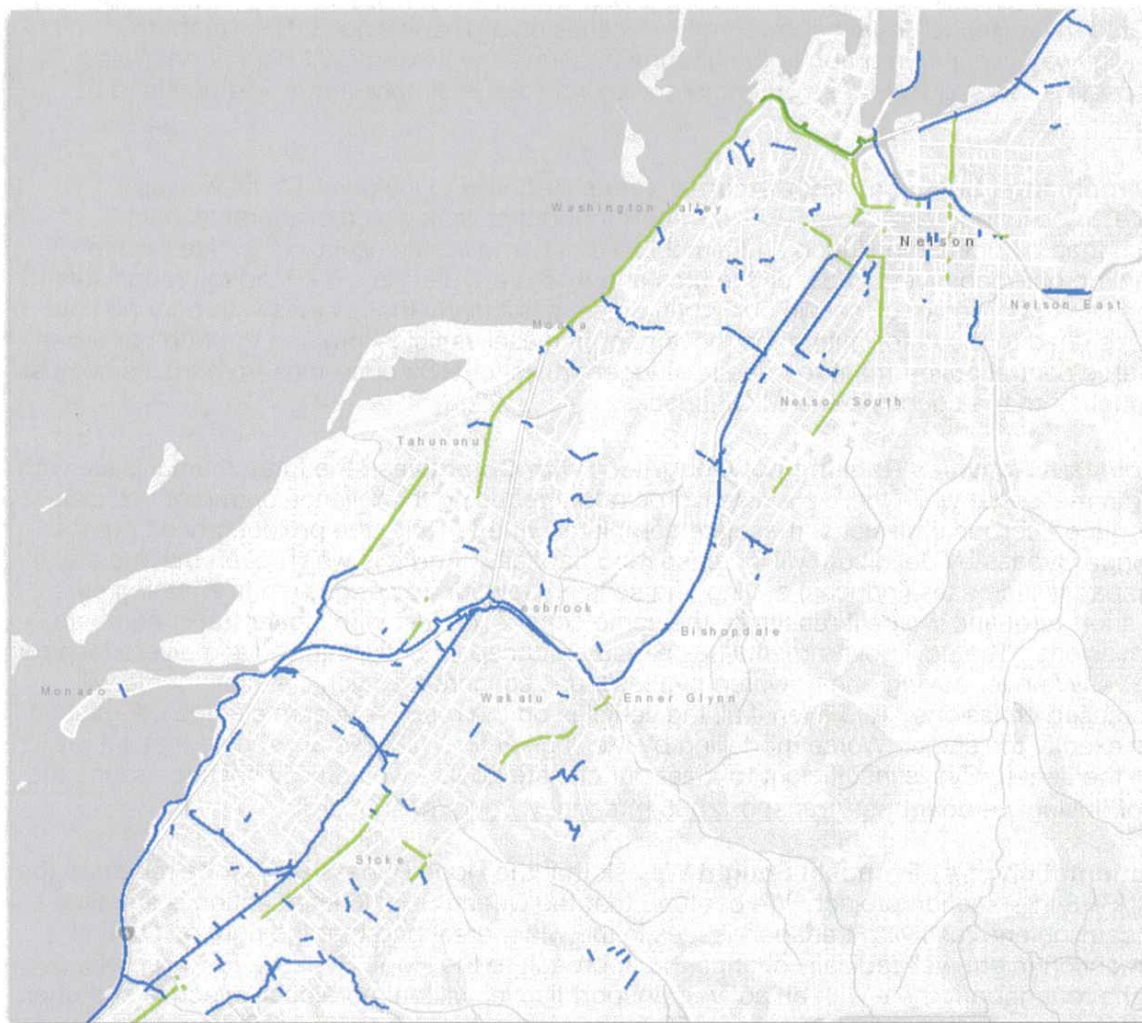 Washington Valley
Nelson
Nelson East
Moana
Nelson South
Tahunanui
Bishopdale
Monaco
Wakatu
Enner Glynn
Stoke